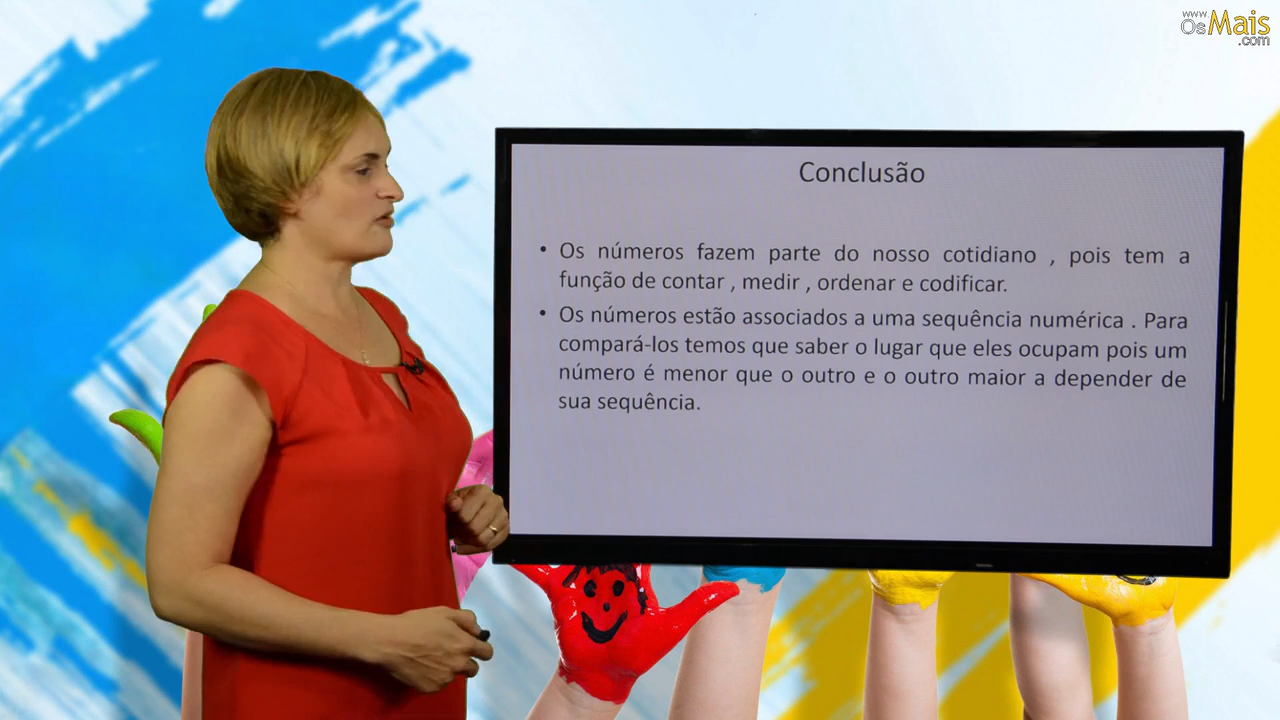 www
OsMais
.com
Conclusão
• Os números fazem parte do nosso cotidiano , pois tem a
função de contar , medir , ordenar e codificar.
• Os números estão associados a uma sequência numérica . Para
compará-los temos que saber o lugar que eles ocupam pois um
número é menor que o outro e o outro maior a depender de
sua sequência.